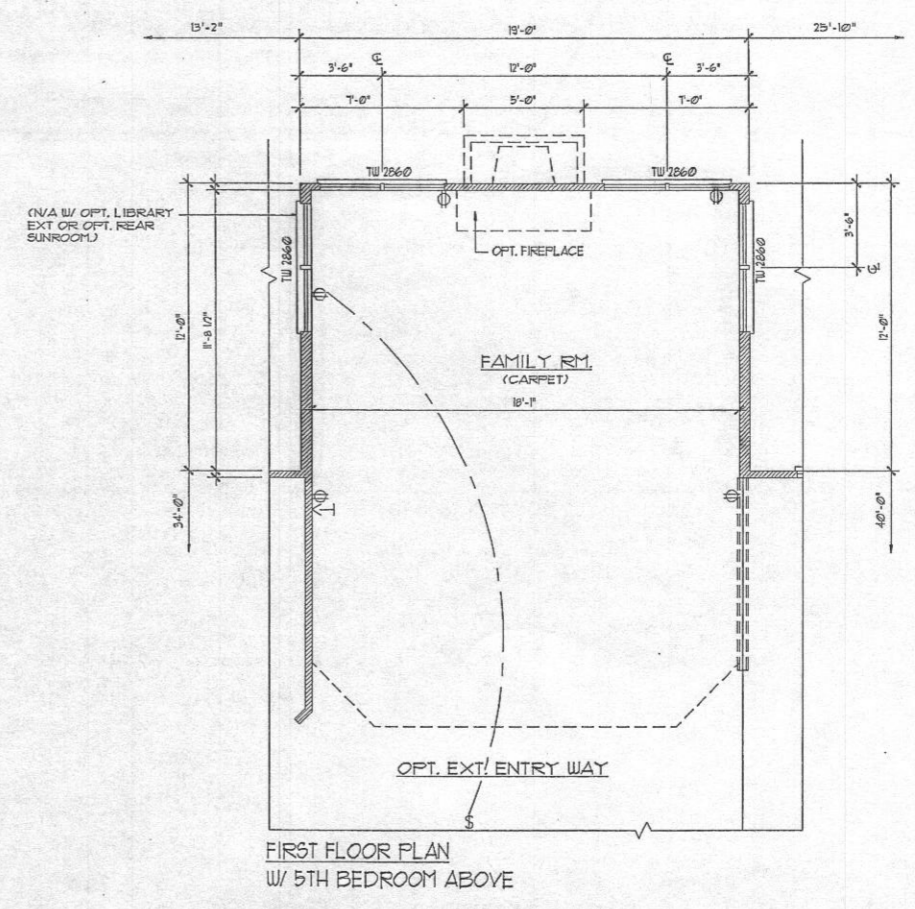 13'-2"
19'-0"
25'-10"
3'-6"
℄
12'-0"
℄
3'-6"
7'-0"
5'-0"
7'-0"
TW 2860
TW 2860
(N/A W/ OPT. LIBRARY
EXT OR OPT. REAR
SUNROOM.)
TW 2860
OPT. FIREPLACE
TW 2860
3'-6"
℄
12'-0"
11'-8 1/2"
12'-0"
FAMILY RM.
(CARPET)
18'-1"
34'-0"
T
40'-0"
OPT. EXT. ENTRY WAY
$
FIRST FLOOR PLAN
W/ 5TH BEDROOM ABOVE